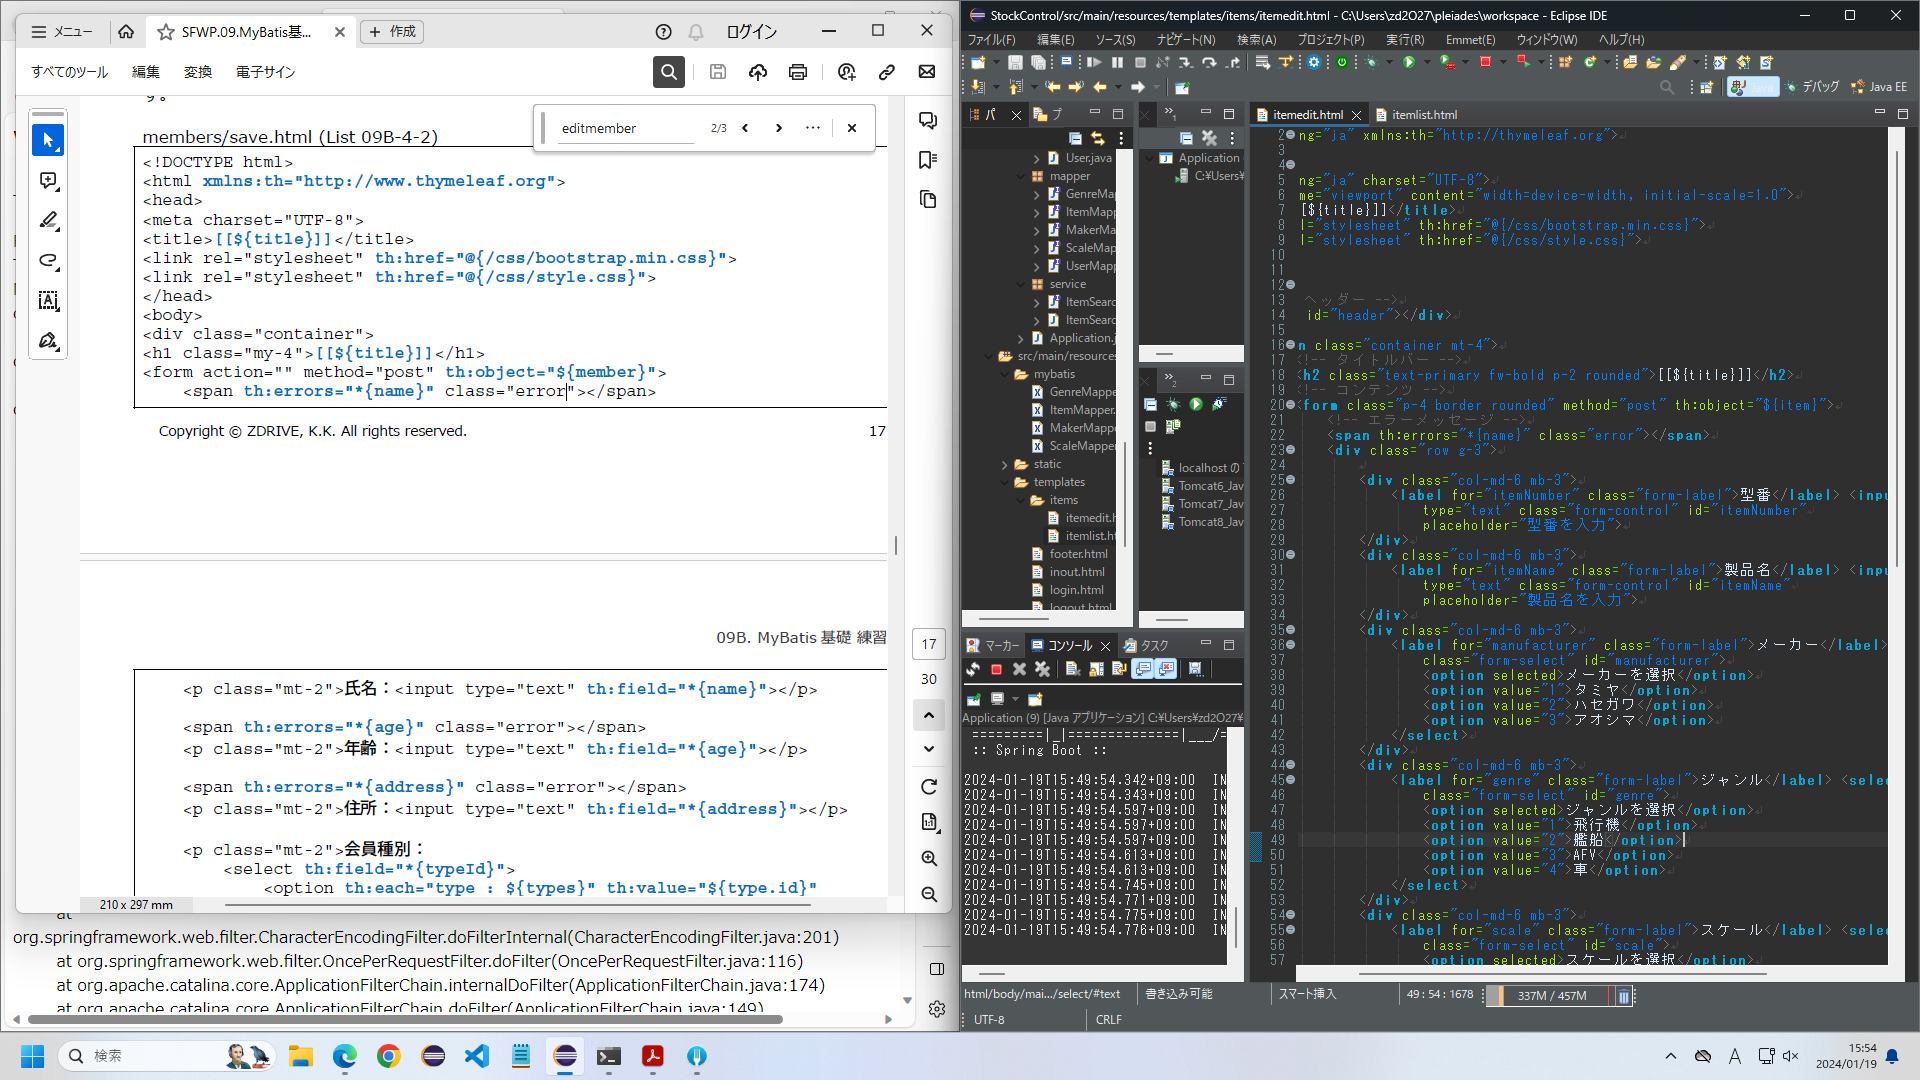 メニュー
SFWP.09.MyBatis基...
作成
ログイン
すべてのツール
編集
変換
電子サイン
editmember
2/3
members/save.html (List 09B-4-2)
<!DOCTYPE html>
<html xmlns:th="http://www.thymeleaf.org">
<head>
<meta charset="UTF-8">
<title>[[${title}]]</title>
<link rel="stylesheet" th:href="@{/css/bootstrap.min.css}">
<link rel="stylesheet" th:href="@{/css/style.css}">
</head>
<body>
<div class="container">
<h1 class="my-4">[[${title}]]</h1>
<form action="" method="post" th:object="${member}">
<span th:errors="*{name}" class="error"></span>
Copyright © ZDRIVE, K.K. All rights reserved.
17
09B. MyBatis 基礎 練習
17
30
<p class="mt-2">氏名：<input type="text" th:field="*{name}"></p>
<span th:errors="*{age}" class="error"></span>
<p class="mt-2">年齢：<input type="text" th:field="*{age}"></p>
<span th:errors="*{address}" class="error"></span>
<p class="mt-2">住所：<input type="text" th:field="*{address}"></p>
<p class="mt-2">会員種別：
<select th:field="*{typeId}">
<option th:each="type : ${types}" th:value="${type.id}"
210 x 297 mm
at
org.springframework.web.filter.CharacterEncodingFilter.doFilterInternal(CharacterEncodingFilter.java:201)
at org.springframework.web.filter.OncePerRequestFilter.doFilter(OncePerRequestFilter.java:116)
at org.apache.catalina.core.ApplicationFilterChain.internalDoFilter(ApplicationFilterChain.java:174)
at org.apache.catalina.core.ApplicationFilterChain.doFilter(ApplicationFilterChain.java:149)
StockControl/src/main/resources/templates/items/itemedit.html - C:\Users\zd2O27\pleiades\workspace - Eclipse IDE
ファイル(F) 編集(E) ソース(S) ナビゲート(N) 検索(A) プロジェクト(P) 実行(R) Emmet(E) ウィンドウ(W) ヘルプ(H)
Java
デバッグ
Java EE
パ
プ
User.java
mapper
GenreMap
ItemMapp
MakerMa
ScaleMap
UserMapp
service
ItemSearc
ItemSearc
Application.j
src/main/resources
mybatis
GenreMapper
ItemMapper.
MakerMappe
ScaleMapper
static
templates
items
itemedit.h
itemlist.ht
footer.html
inout.html
login.html
logout.html
Application (
C:¥Users¥
localhost の
Tomcat6_Jav
Tomcat7_Jav
Tomcat8_Jav
マーカー
コンソール
タスク
Application (9) [Java アプリケーション] C:¥Users¥zd2O27¥
=========|_|==============|___/=
:: Spring Boot ::
2024-01-19T15:49:54.342+09:00 IN
2024-01-19T15:49:54.343+09:00 IN
2024-01-19T15:49:54.597+09:00 IN
2024-01-19T15:49:54.597+09:00 IN
2024-01-19T15:49:54.597+09:00 IN
2024-01-19T15:49:54.613+09:00 IN
2024-01-19T15:49:54.613+09:00 IN
2024-01-19T15:49:54.745+09:00 IN
2024-01-19T15:49:54.771+09:00 IN
2024-01-19T15:49:54.775+09:00 IN
2024-01-19T15:49:54.776+09:00 IN
itemedit.html
itemlist.html
2 ng="ja" xmlns:th="http://thymeleaf.org">
3
4
5 ng="ja" charset="UTF-8">
6 me="viewport" content="width=device-width, initial-scale=1.0">
7 [${title}]]</title>
8 l="stylesheet" th:href="@{/css/bootstrap.min.css}">
9 l="stylesheet" th:href="@{/css/style.css}">
10
11
12
13 ヘッダー -->
14 id="header"></div>
15
16 n class="container mt-4">
17 <!-- タイトルバー -->
18 <h2 class="text-primary fw-bold p-2 rounded">[[${title}]]</h2>
19 <!-- コンテンツ -->
20 <form class="p-4 border rounded" method="post" th:object="${item}">
21 <!-- エラーメッセージ -->
22 <span th:errors="*{name}" class="error"></span>
23 <div class="row g-3">
24
25 <div class="col-md-6 mb-3">
26 <label for="itemNumber" class="form-label">型番</label> <inpu
27 type="text" class="form-control" id="itemNumber"
28 placeholder="型番を入力">
29 </div>
30 <div class="col-md-6 mb-3">
31 <label for="itemName" class="form-label">製品名</label> <inpu
32 type="text" class="form-control" id="itemName"
33 placeholder="製品名を入力">
34 </div>
35 <div class="col-md-6 mb-3">
36 <label for="manufacturer" class="form-label">メーカー</label>
37 class="form-select" id="manufacturer">
38 <option selected>メーカーを選択</option>
39 <option value="1">タミヤ</option>
40 <option value="2">ハセガワ</option>
41 <option value="3">アオシマ</option>
42 </select>
43 </div>
44 <div class="col-md-6 mb-3">
45 <label for="genre" class="form-label">ジャンル</label> <selec
46 class="form-select" id="genre">
47 <option selected>ジャンルを選択</option>
48 <option value="1">飛行機</option>
49 <option value="2">艦船</option>
50 <option value="3">AFV</option>
51 <option value="4">車</option>
52 </select>
53 </div>
54 <div class="col-md-6 mb-3">
55 <label for="scale" class="form-label">スケール</label> <selec
56 class="form-select" id="scale">
57 <option selected>スケールを選択</option>
html/body/mai.../select/#text
書き込み可能
スマート挿入
49 : 54 : 1678
337M / 457M
UTF-8
CRLF
検索
A
15:54
2024/01/19